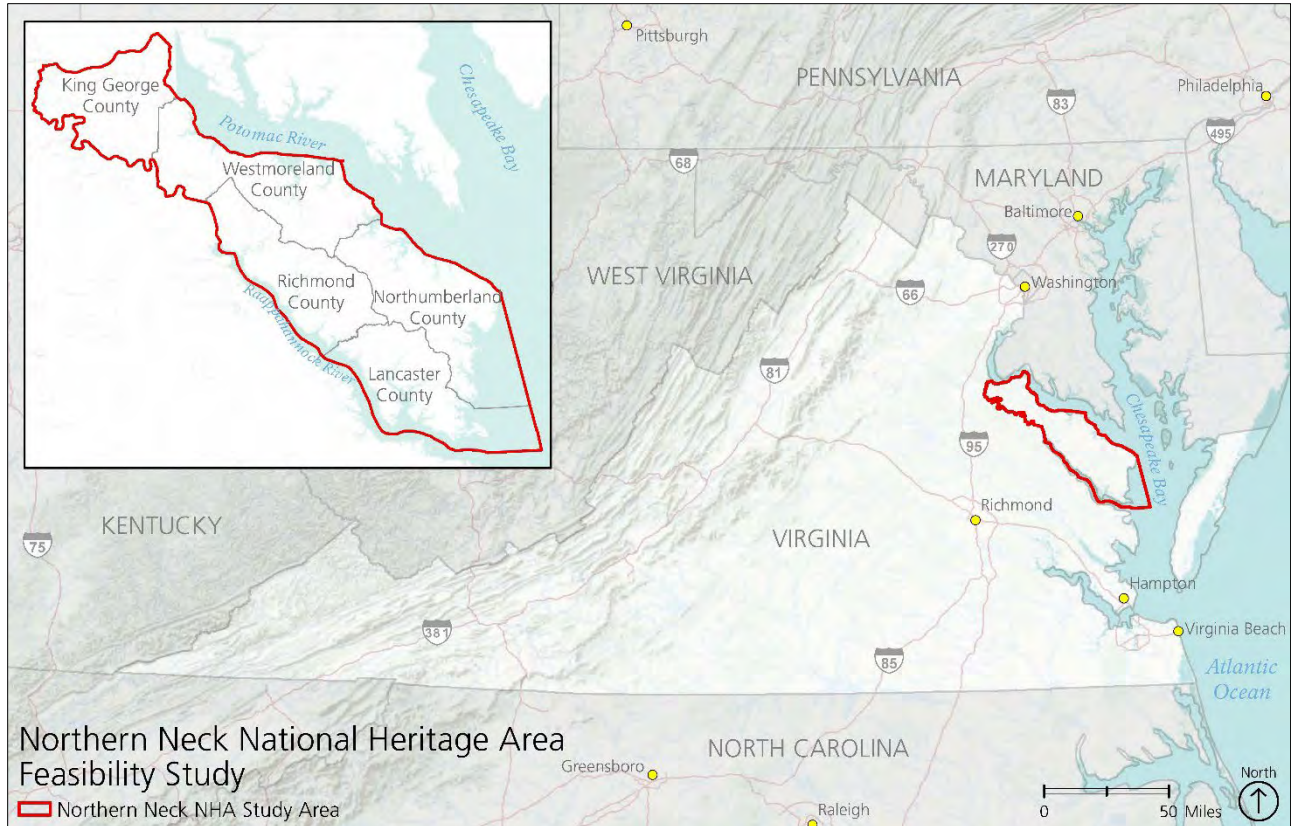 King George
County
Potomac River
Chesapeake Bay
Westmoreland
County
Richmond
County
Northumberland
County
Raappanannock River
Lancaster
County
Pittsburgh
PENNSYLVANIA
Philadelphia
83
495
68
MARYLAND
Baltimore
270
WEST VIRGINIA
66
Washington
81
Chesapeake Bay
95
KENTUCKY
75
Richmond
VIRGINIA
Hampton
381
Virginia Beach
85
Atlantic
Ocean
Northern Neck National Heritage Area
Feasibility Study
Northern Neck NHA Study Area
NORTH CAROLINA
Greensboro
Raleigh
North
0 50 Miles